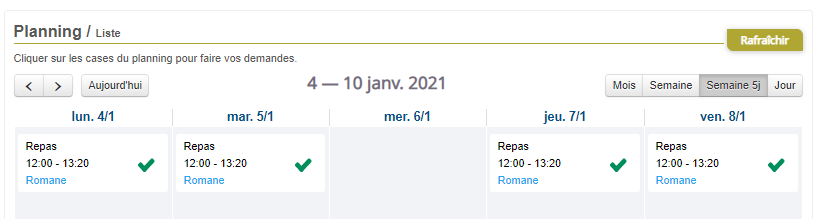 Planning / Liste
Rafraîchir
Cliquer sur les cases du planning pour faire vos demandes.
Aujourd'hui
4 — 10 janv. 2021
Mois Semaine Semaine 5j Jour
lun. 4/1 mar. 5/1 mer. 6/1 jeu. 7/1 ven. 8/1
Repas Repas Repas Repas
12:00 - 13:20 12:00 - 13:20 12:00 - 13:20 12:00 - 13:20
Romane Romane Romane Romane